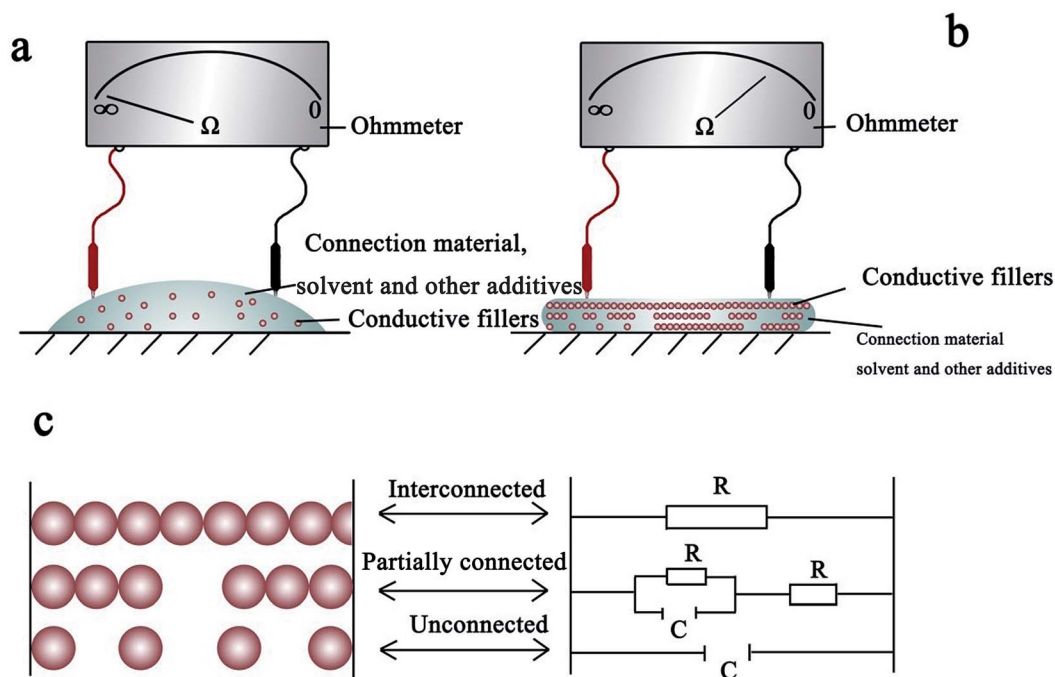 a
b
∞
0
Ω
Ohmmeter
∞
0
Ω
Ohmmeter
Connection material,
solvent and other additives
Conductive fillers
Conductive fillers
Connection material
solvent and other additives
c
Interconnected
R
Partially connected
R
R
C
Unconnected
C